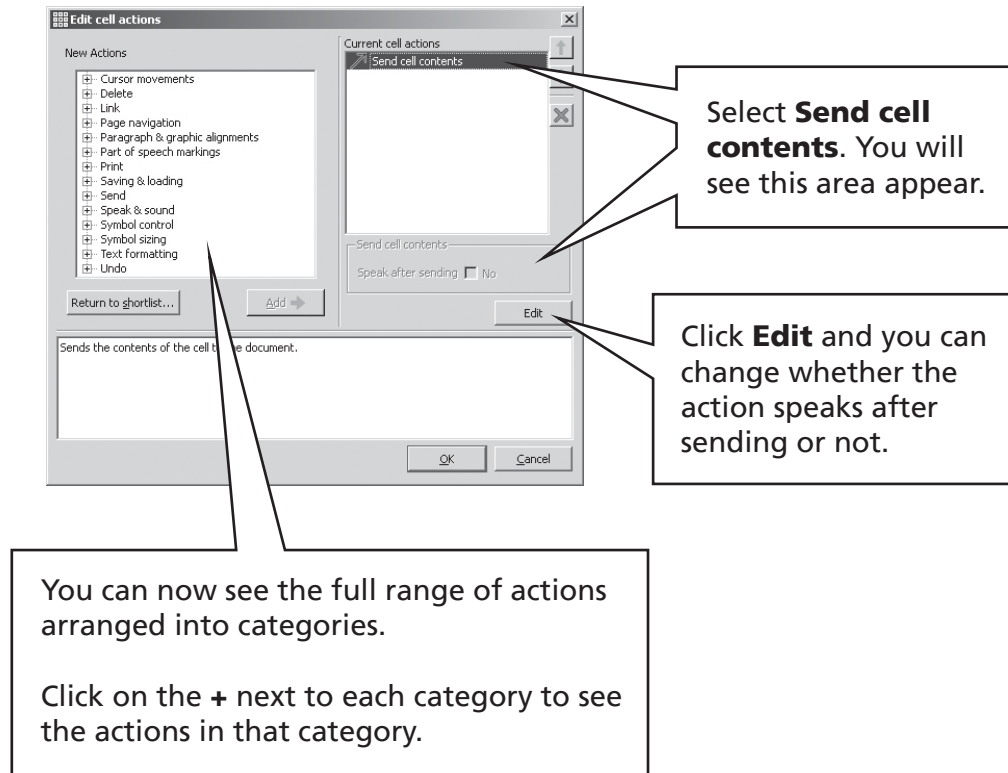 Edit cell actions
New Actions
Cursor movements
Delete
Link
Page navigation
Paragraph & graphic alignments
Part of speech markings
Print
Saving & loading
Send
Speak & sound
Symbol control
Symbol sizing
Text formatting
Undo
Return to shortlist...
Add
Current cell actions
Send cell contents
Send cell contents
Speak after sending No
Edit
Sends the contents of the cell to the document.
OK Cancel
Select Send cell
contents. You will
see this area appear.
Click Edit and you can
change whether the
action speaks after
sending or not.
You can now see the full range of actions
arranged into categories.
Click on the + next to each category to see
the actions in that category.